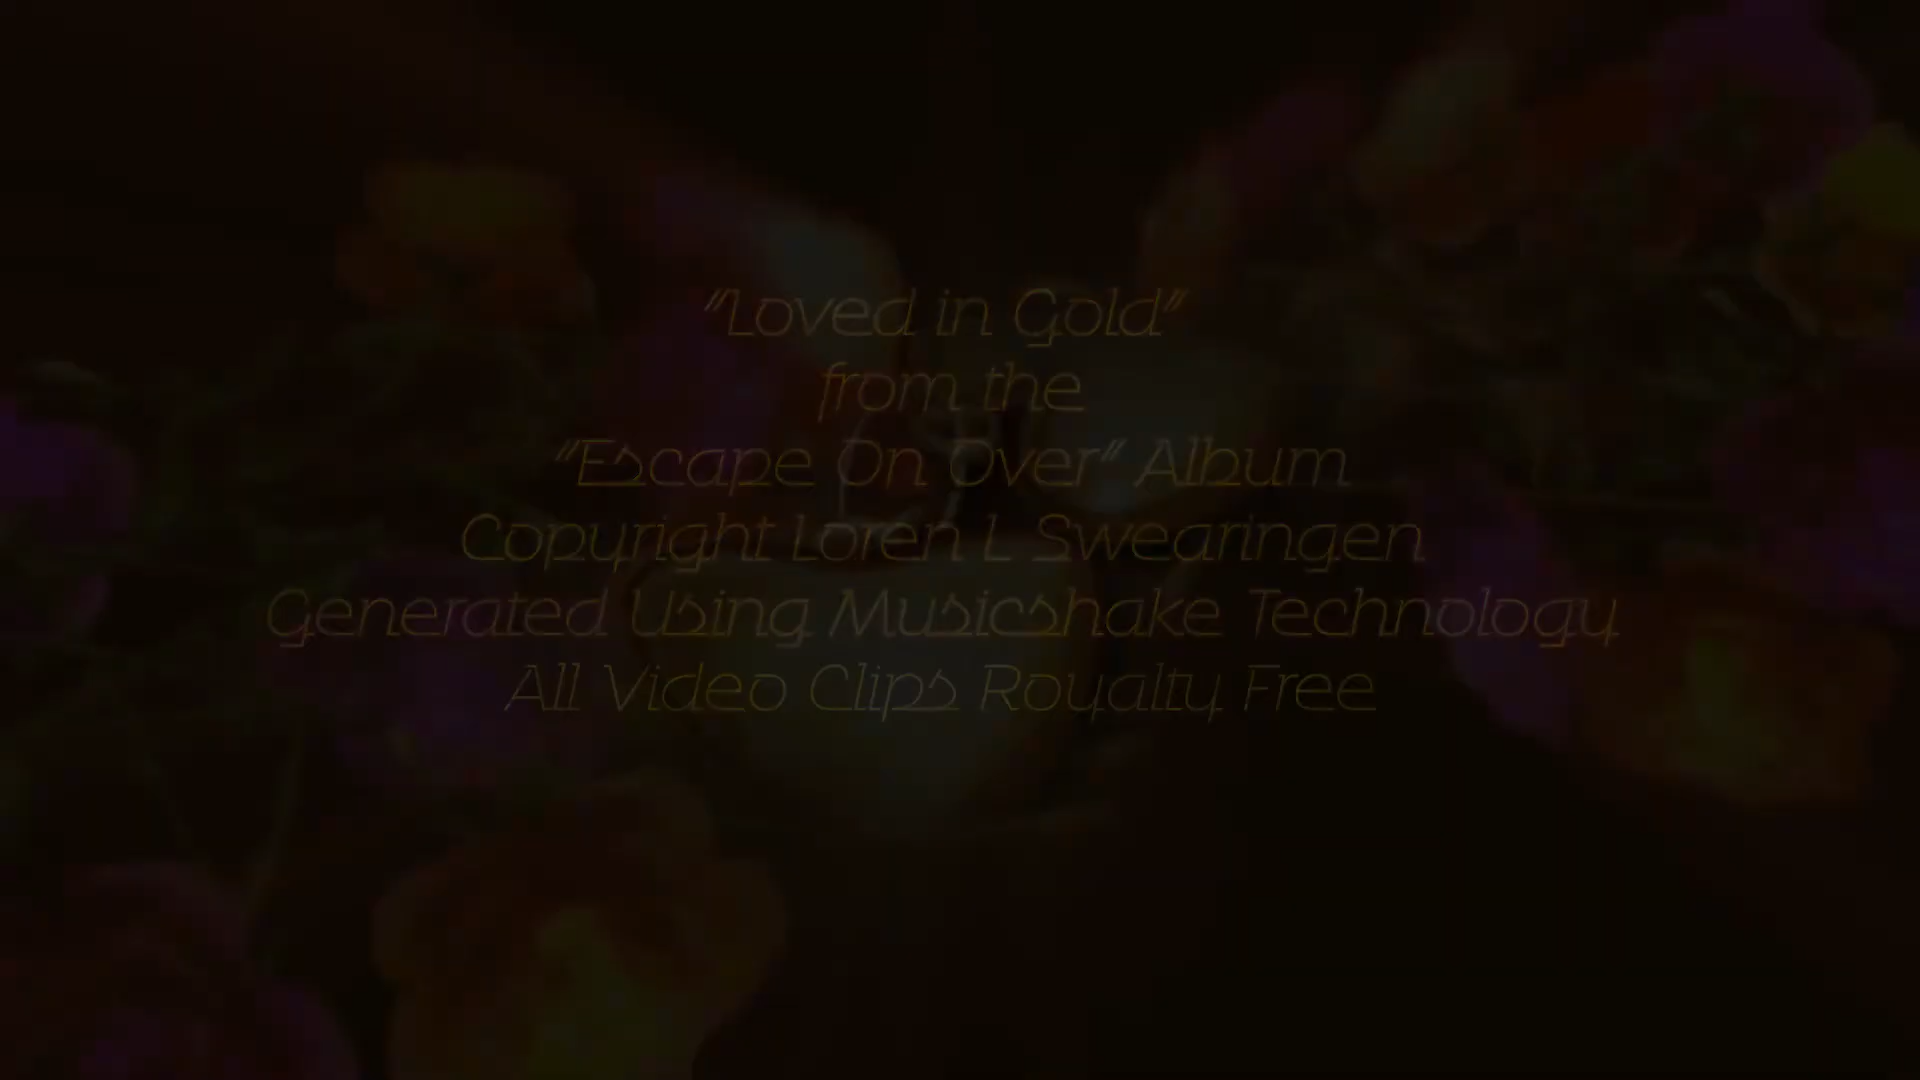 "Loved in Gold"
from the
"Escape On Over" Album
Copyright Loren L Swearingen
Generated Using Musicshake Technology
All Video Clips Royalty Free